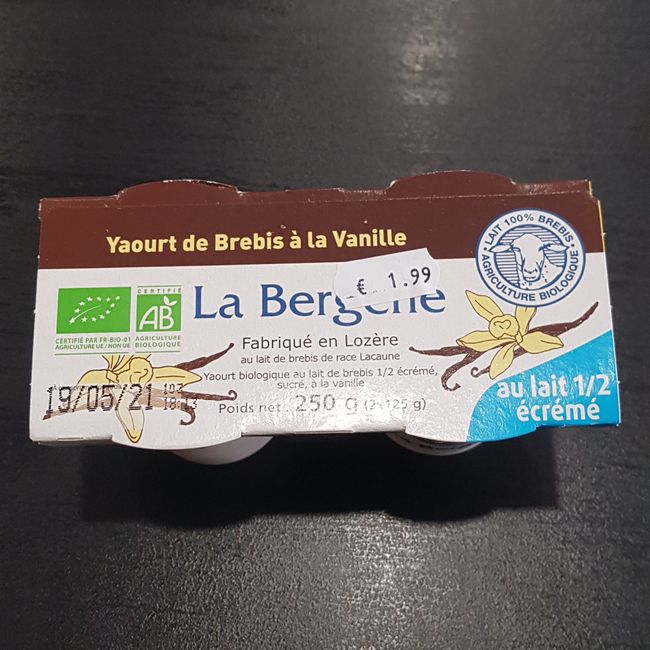 Yaourt de Brebis à la Vanille
LAIT 100% BREBIS
AGRICULTURE BIOLOGIQUE
€ 1.99
La Bergerie
CERTIFIÉ
AB
CERTIFIÉ PAR FR-BIO-01
AGRICULTURE UE/NON UE
AGRICULTURE
BIOLOGIQUE
Fabriqué en Lozère
au lait de brebis de race Lacaune
Yaourt biologique au lait de brebis 1/2 écrémé,
sucré, à la vanille
19/05/21
Poids net : 250 g (2x125 g)
au lait 1/2
écrémé